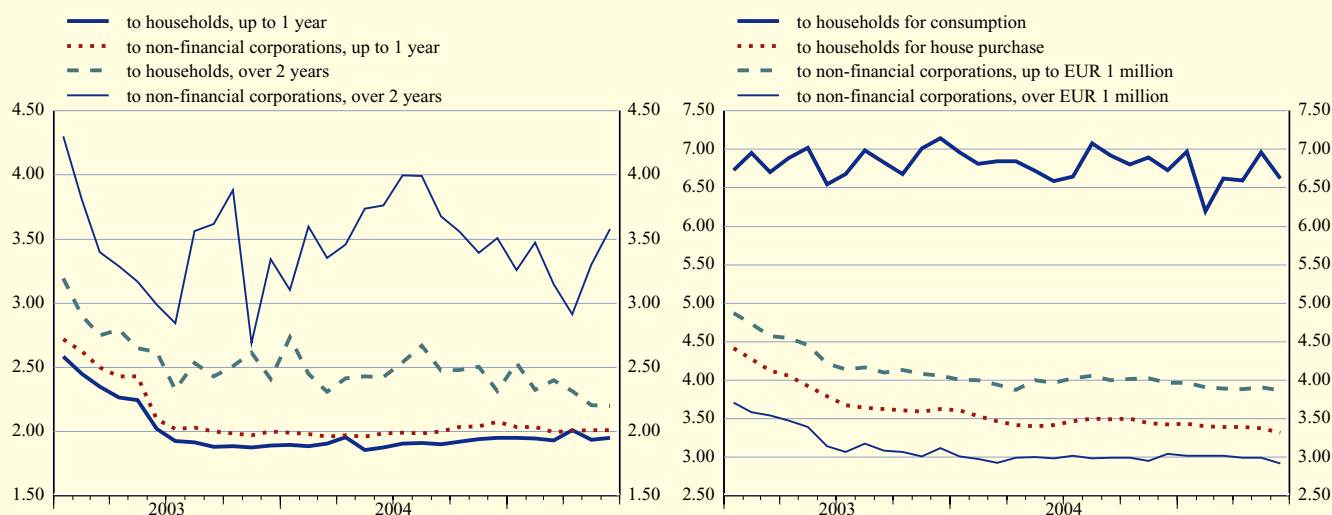 to households, up to 1 year
to non-financial corporations, up to 1 year
to households, over 2 years
to non-financial corporations, over 2 years
4.50 4.50
4.00 4.00
3.50 3.50
3.00 3.00
2.50 2.50
2.00 2.00
1.50 1.50
2003 2004
to households for consumption
to households for house purchase
to non-financial corporations, up to EUR 1 million
to non-financial corporations, over EUR 1 million
7.50 7.50
7.00 7.00
6.50 6.50
6.00 6.00
5.50 5.50
5.00 5.00
4.50 4.50
4.00 4.00
3.50 3.50
3.00 3.00
2.50 2.50
2003 2004